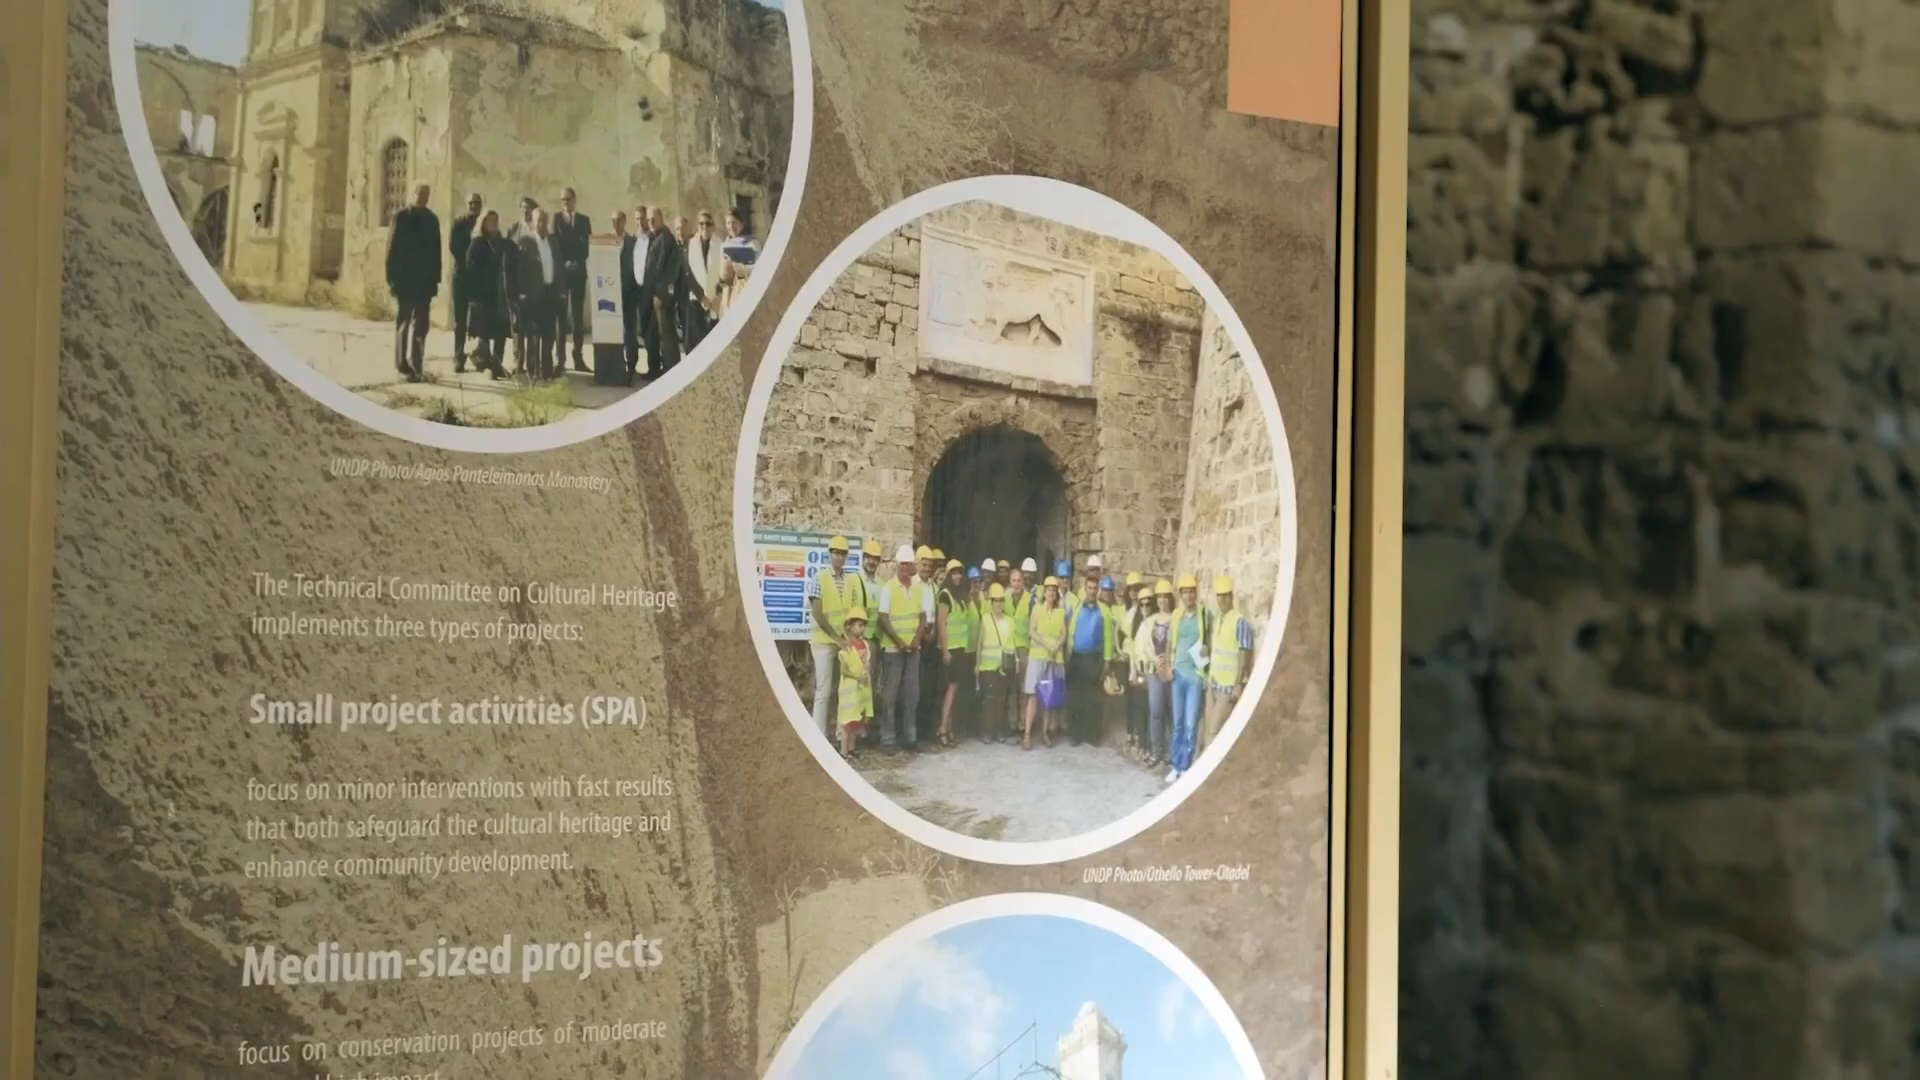 UNDP Photo/Agios Panteleimonas Monastery
The Technical Committee on Cultural Heritage
implements three types of projects:
Small project activities (SPA)
focus on minor interventions with fast results
that both safeguard the cultural heritage and
enhance community development.
UNDP Photo/Othello Tower-Citadel
Medium-sized projects
focus on conservation projects of moderate